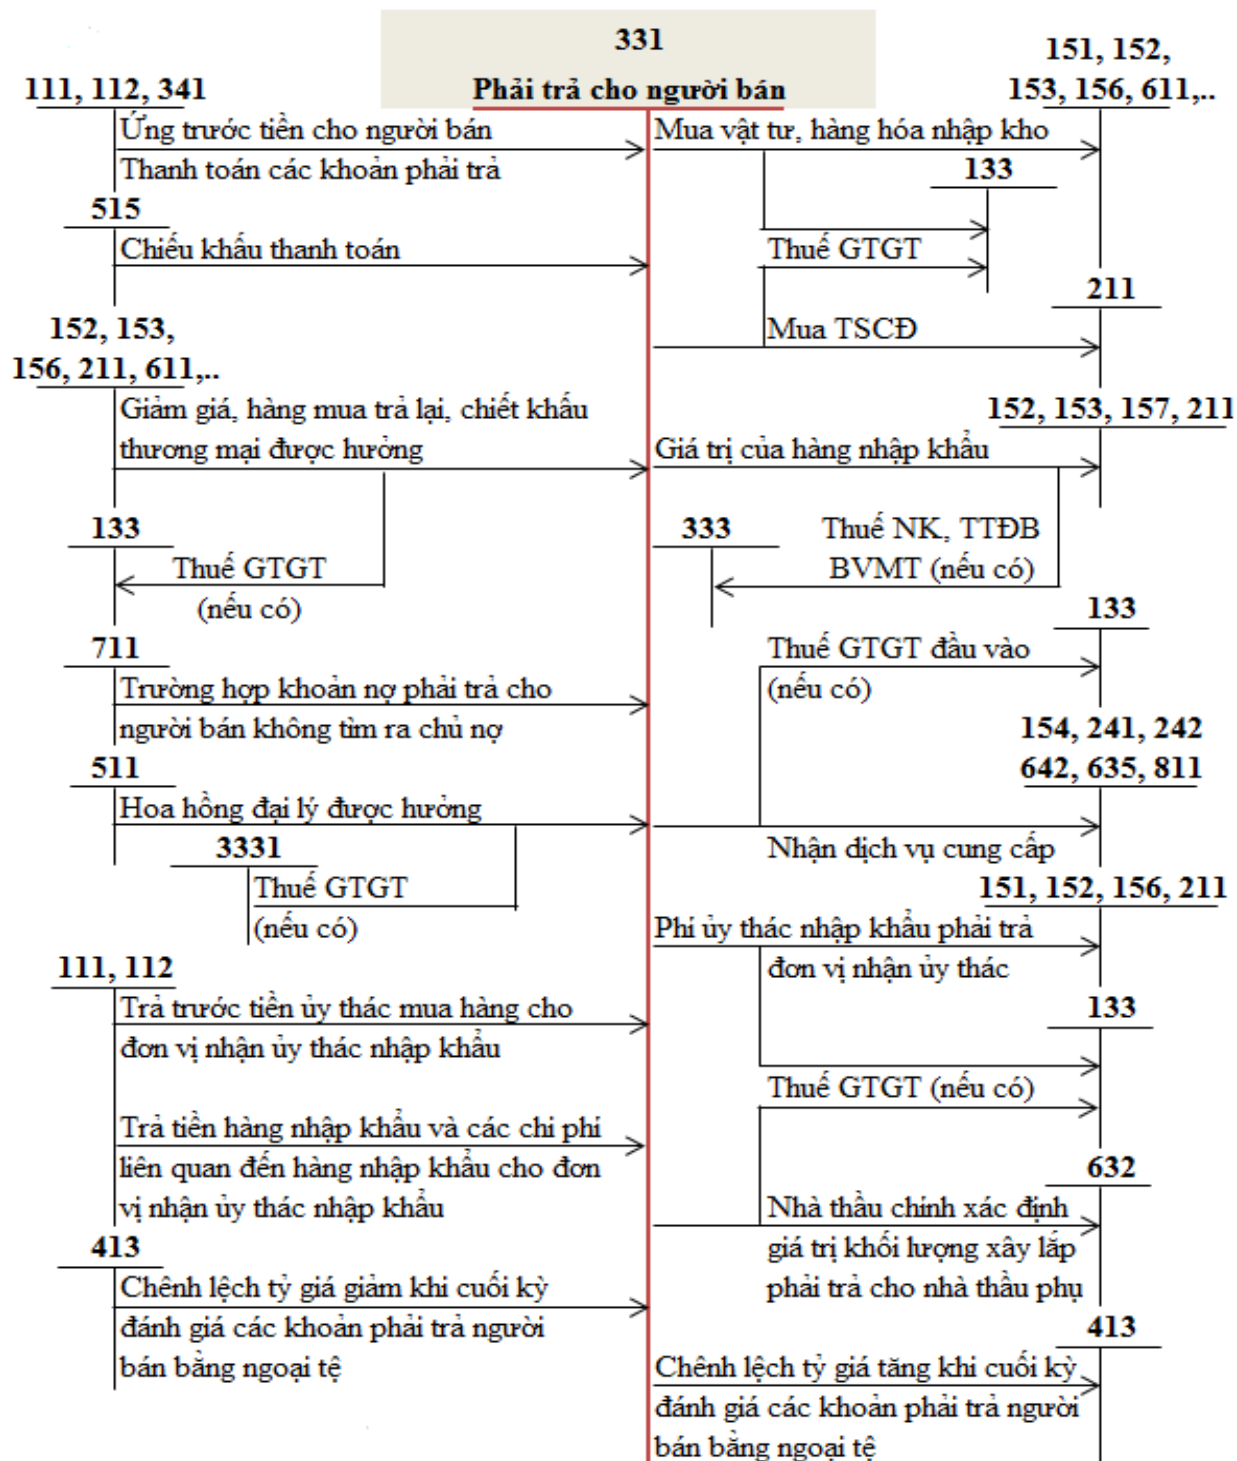 331
Phải trả cho người bán
111, 112, 341
Ứng trước tiền cho người bán
Thanh toán các khoản phải trả
515
Chiếu khấu thanh toán
152, 153,
156, 211, 611,..
Giảm giá, hàng mua trả lại, chiết khấu
thương mại được hưởng
133
Thuế GTGT
(nếu có)
711
Trường hợp khoản nợ phải trả cho
người bán không tìm ra chủ nợ
511
Hoa hồng đại lý được hưởng
3331
Thuế GTGT
(nếu có)
111, 112
Trả trước tiền ủy thác mua hàng cho
đơn vị nhận ủy thác nhập khẩu
Trả tiền hàng nhập khẩu và các chi phí
liên quan đến hàng nhập khẩu cho đơn
vị nhận ủy thác nhập khẩu
413
Chênh lệch tỷ giá giảm khi cuối kỳ
đánh giá các khoản phải trả người
bán bằng ngoại tệ
151, 152,
153, 156, 611,..
Mua vật tư, hàng hóa nhập kho
133
Thuế GTGT
211
Mua TSCĐ
152, 153, 157, 211
Giá trị của hàng nhập khẩu
333
Thuế NK, TTĐB
BVMT (nếu có)
133
Thuế GTGT đầu vào
(nếu có)
154, 241, 242
642, 635, 811
Nhận dịch vụ cung cấp
151, 152, 156, 211
Phí ủy thác nhập khẩu phải trả
đơn vị nhận ủy thác
133
Thuế GTGT (nếu có)
632
Nhà thầu chính xác định
giá trị khối lượng xây lắp
phải trả cho nhà thầu phụ
413
Chênh lệch tỷ giá tăng khi cuối kỳ
đánh giá các khoản phải trả người
bán bằng ngoại tệ